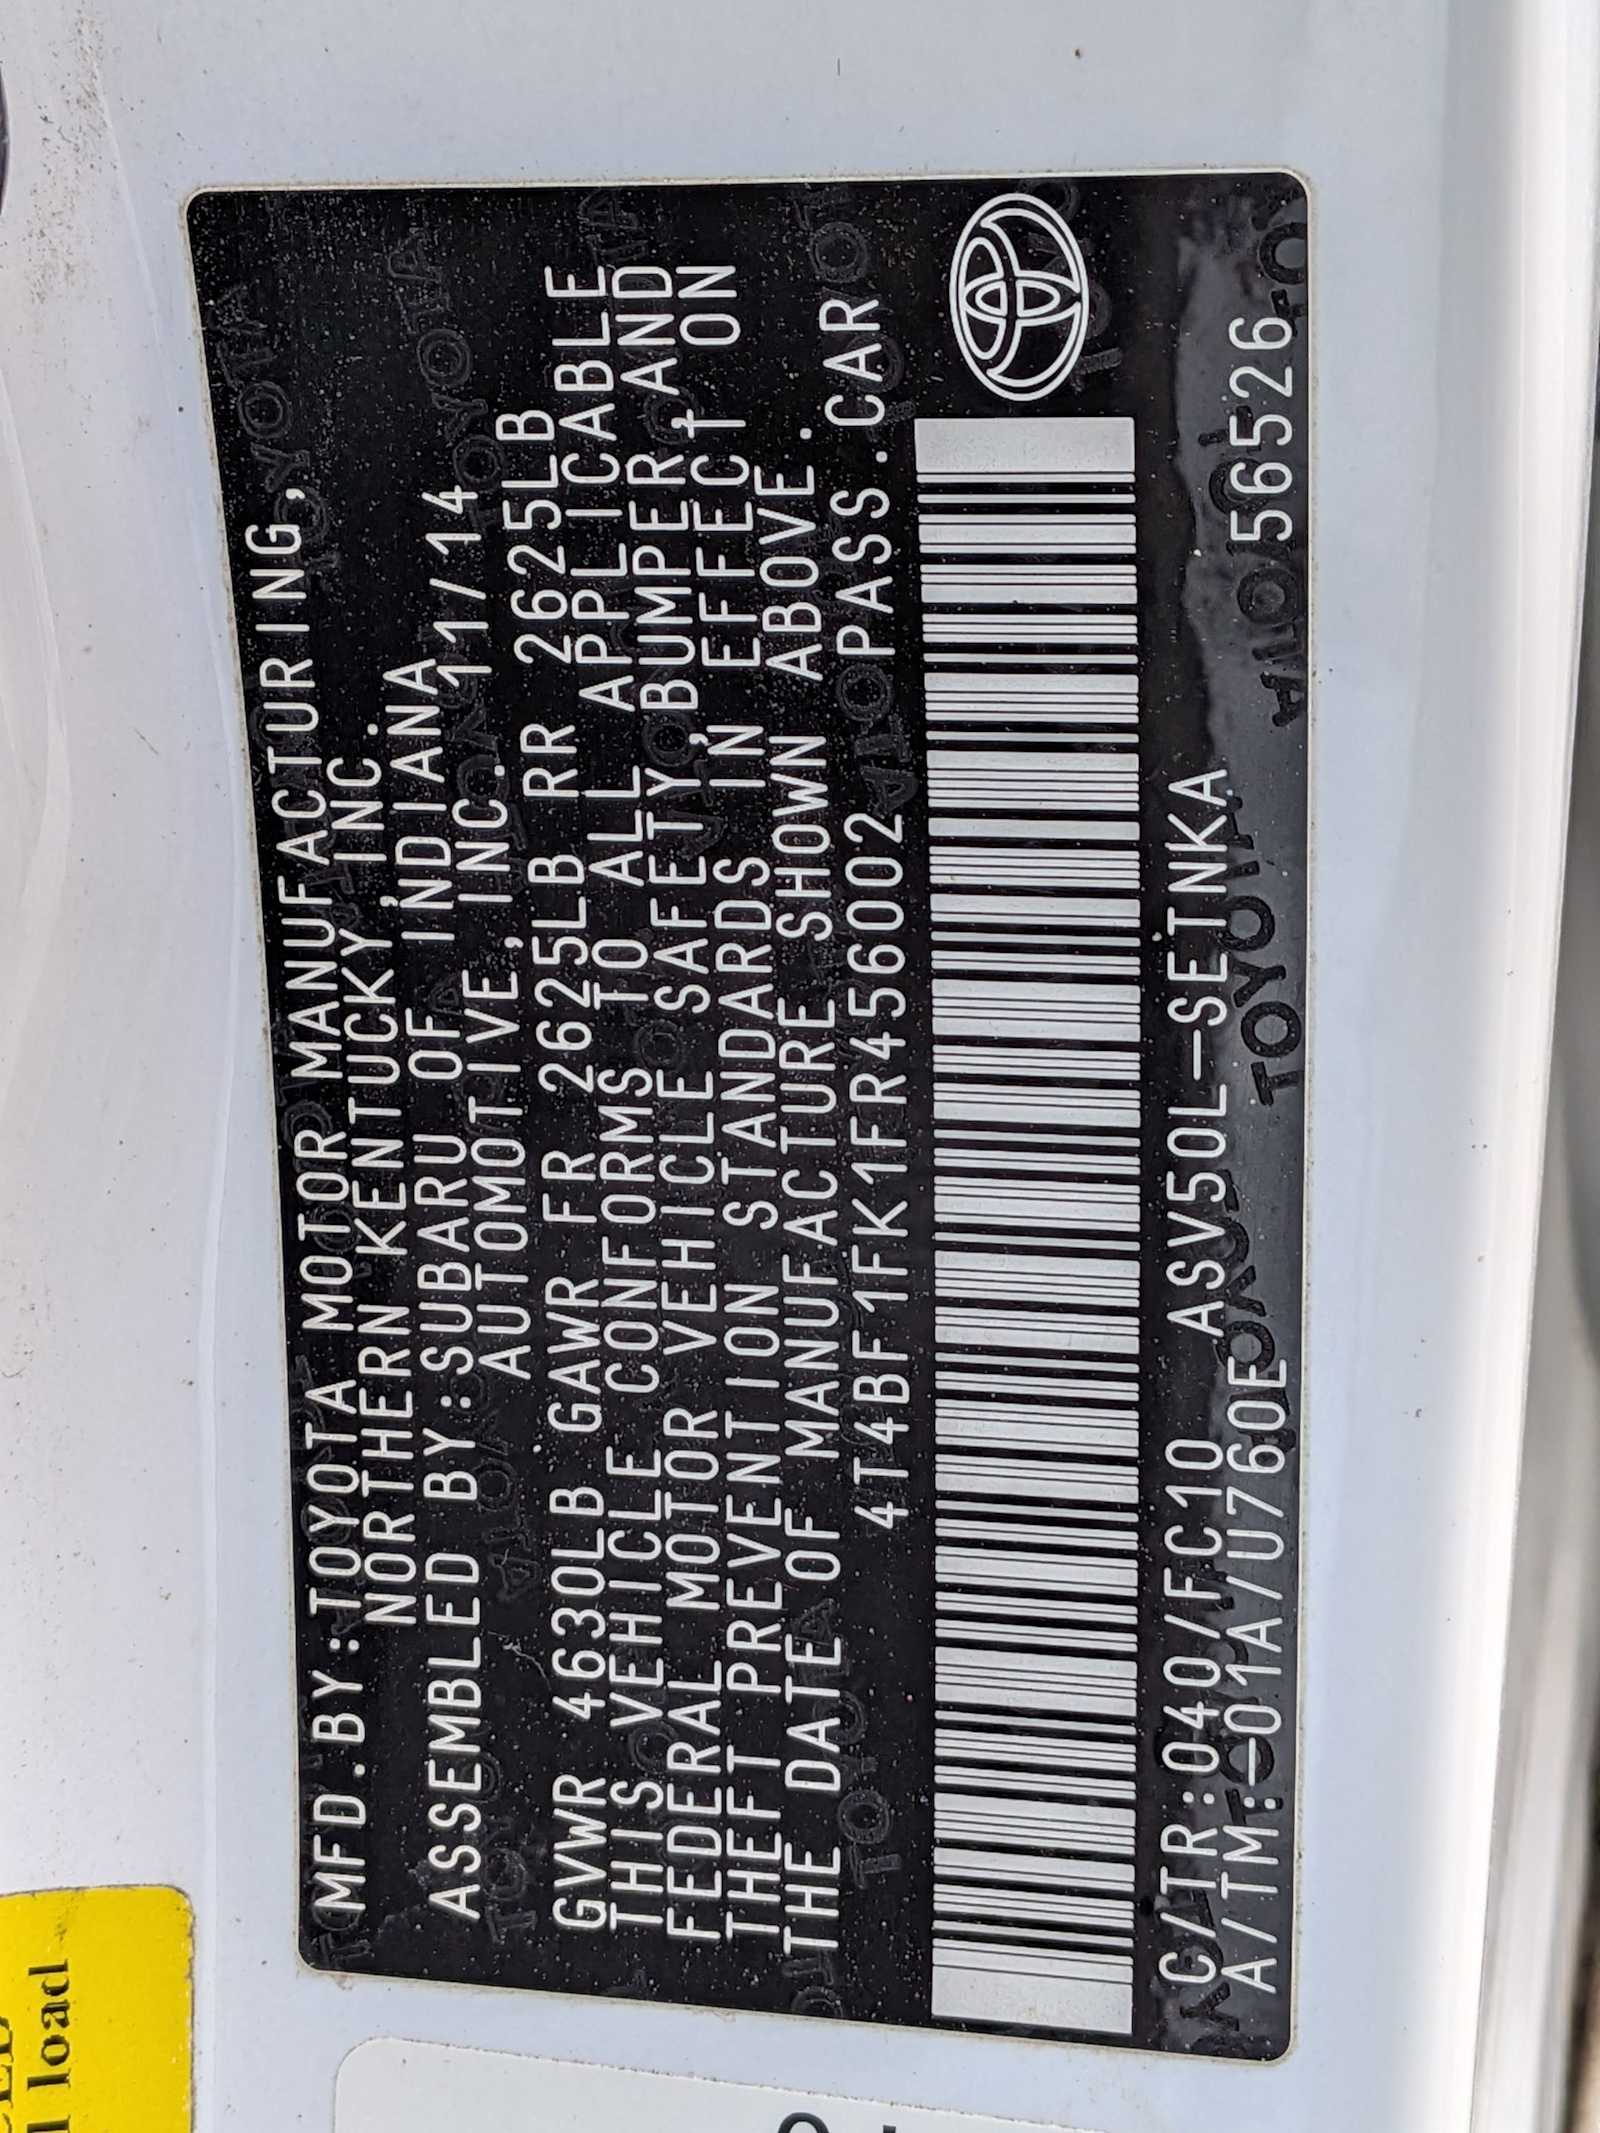 MFD.BY:TOYOTA MOTOR MANUFACTURING,
NORTHERN KENTUCKY,INC.
ASSEMBLED BY:SUBARU OF INDIANA
AUTOMOTIVE,INC. 11/14
GVWR 4630LB GAWR FR 2625LB RR 2625LB
THIS VEHICLE CONFORMS TO ALL APPLICABLE
FEDERAL MOTOR VEHICLE SAFETY,BUMPER,AND
THEFT PREVENTION STANDARDS IN EFFECT ON
THE DATE OF MANUFACTURE SHOWN ABOVE.
4T4BF1FK1FR456002 PASS.CAR
C/TR:040/FC10 ASV50L-SETNKA
A/TM:-01A/U760E 56526
load